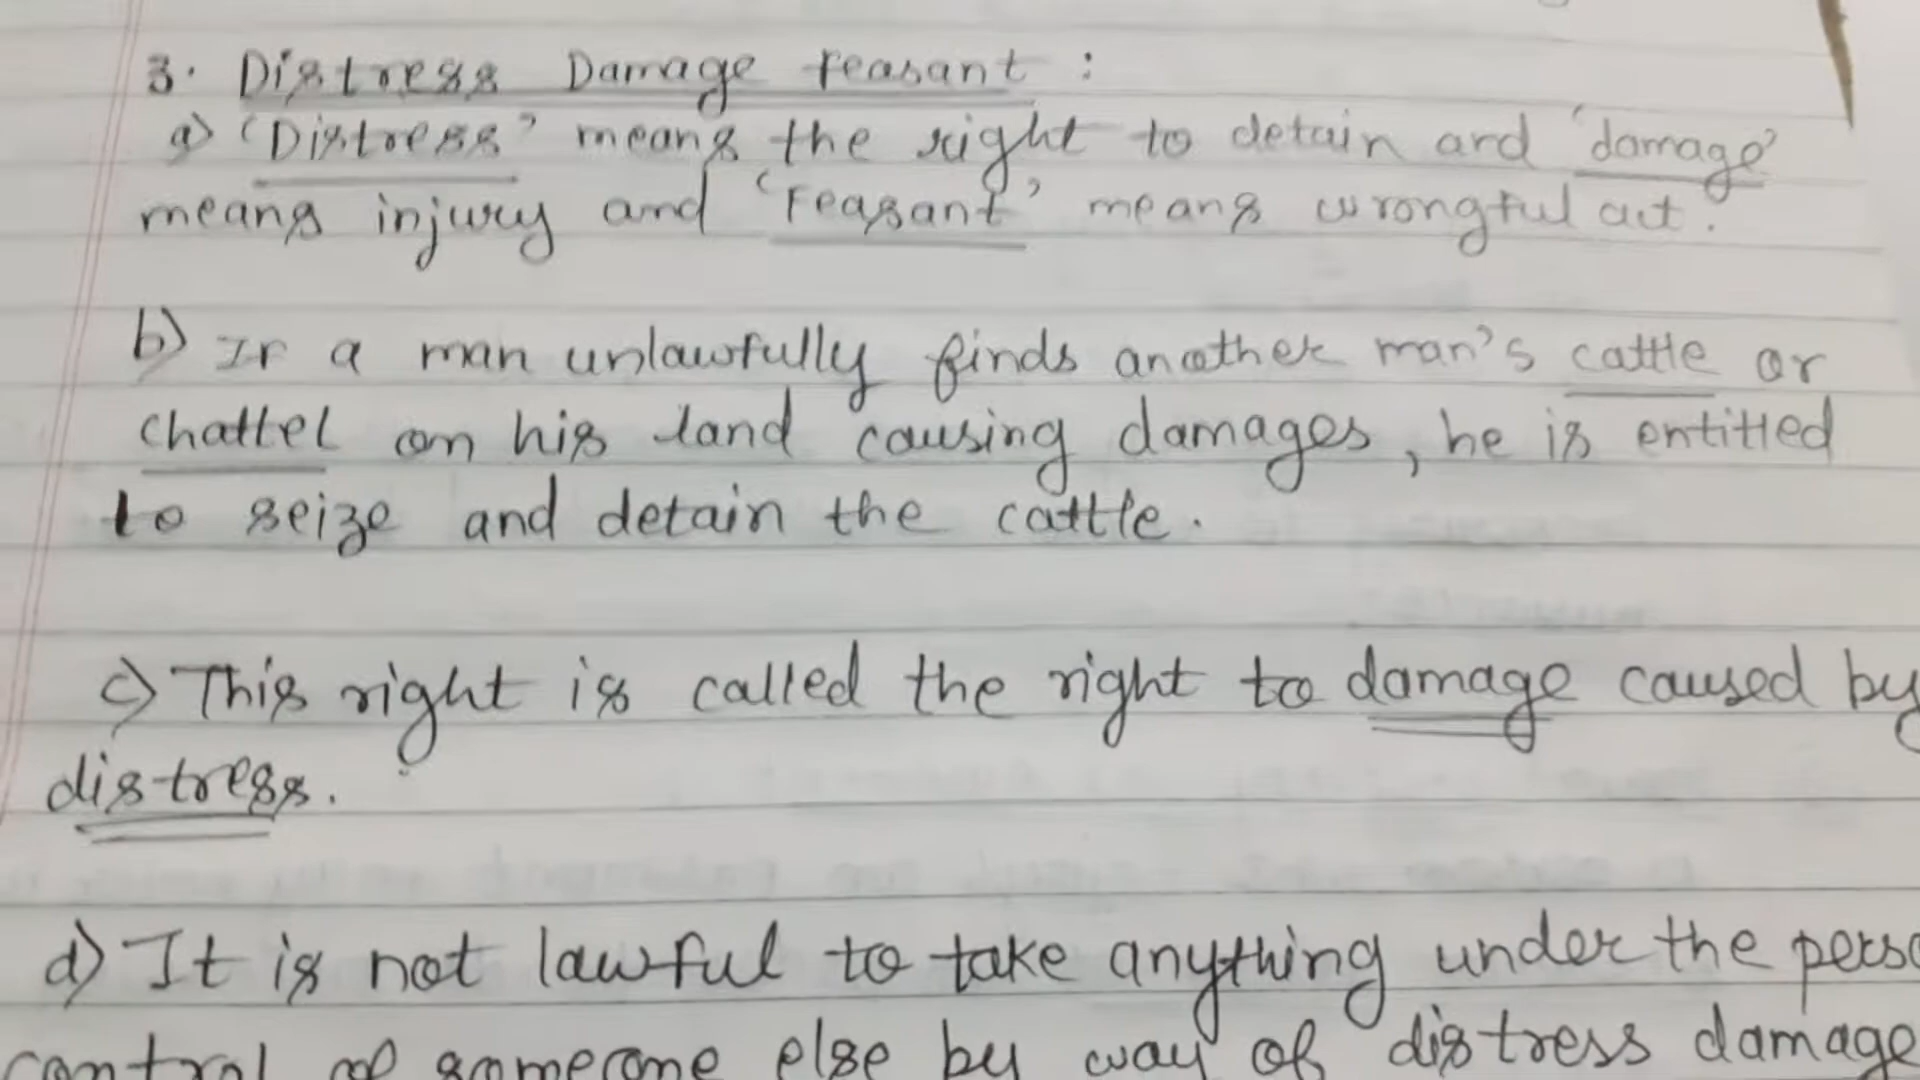 3. Distress Damage Feasant :
a) 'Distress' means the right to detain and 'damage'
means injury and 'Feasant' means wrongful act.
b) If a man unlawfully finds another man's cattle or
chattel on his land causing damages, he is entitled
to seize and detain the cattle.
c) This right is called the right to damage caused by
distress.
d) It is not lawful to take anything under the
control of someone else by way of distress damage